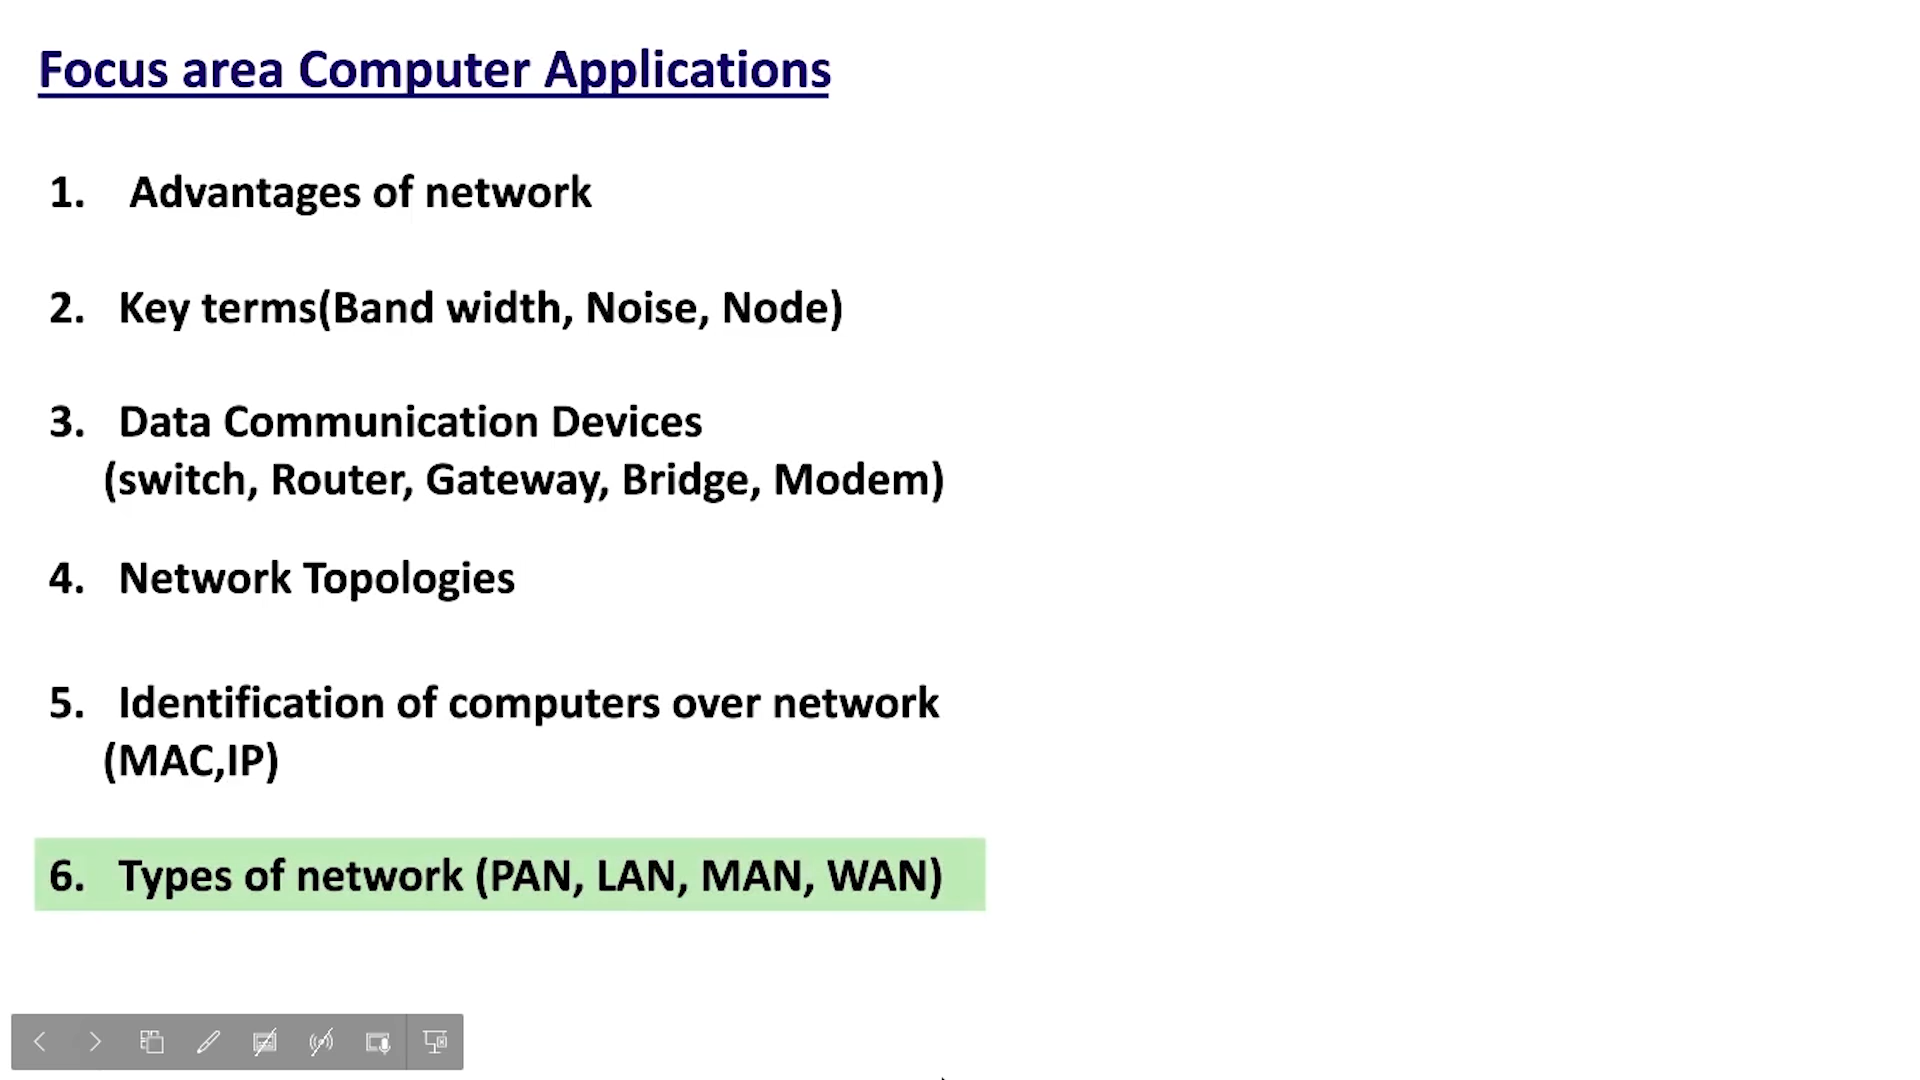 Focus area Computer Applications
1. Advantages of network
2. Key terms(Band width, Noise, Node)
3. Data Communication Devices
(switch, Router, Gateway, Bridge, Modem)
4. Network Topologies
5. Identification of computers over network
(MAC,IP)
6. Types of network (PAN, LAN, MAN, WAN)